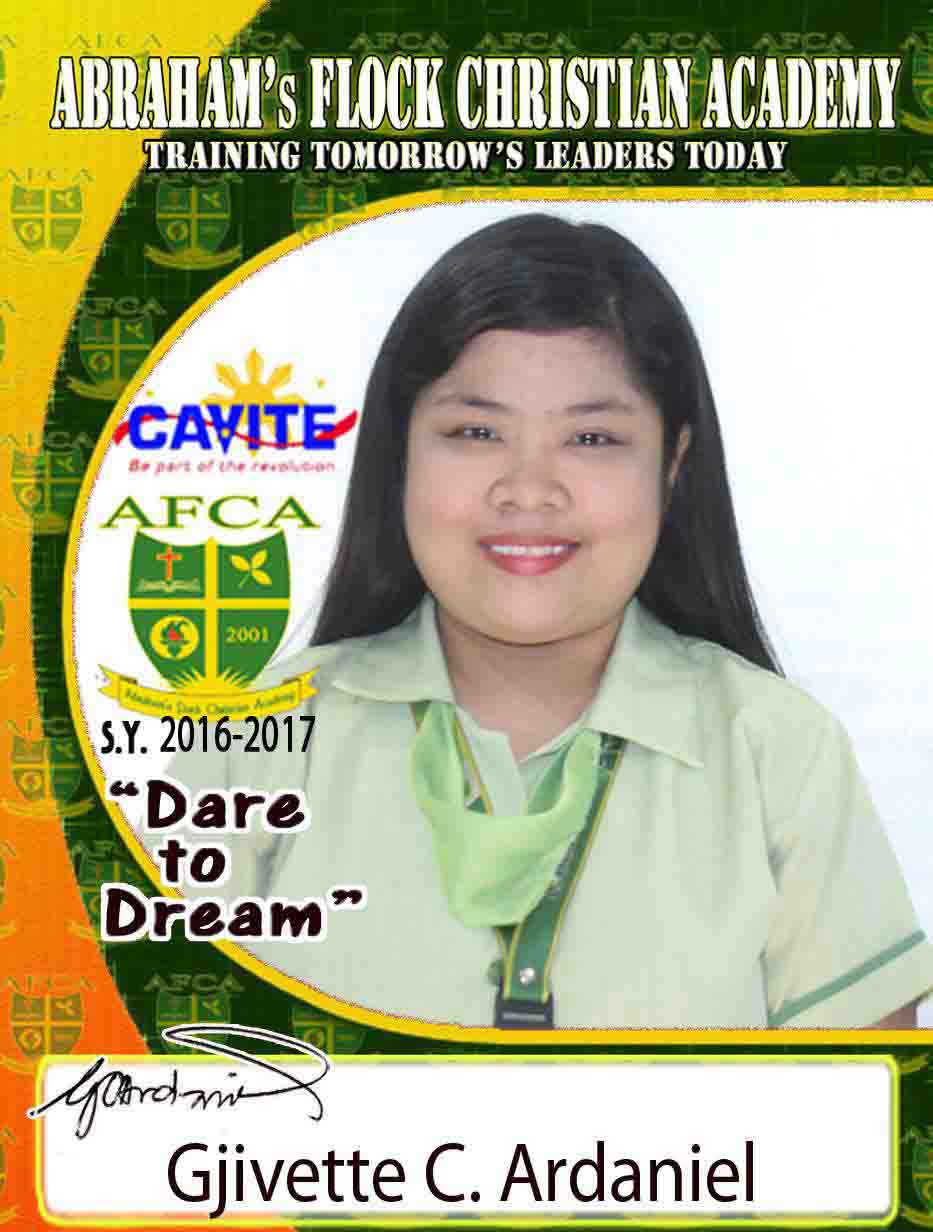 ABRAHAM's FLOCK CHRISTIAN ACADEMY
TRAINING TOMORROW'S LEADERS TODAY
CAVITE
Be part of the revolution
AFCA
2001
Abraham's Flock Christian Academy
S.Y. 2016-2017
“Dare
to
Dream”
GCArdaniel
Gjivette C. Ardaniel